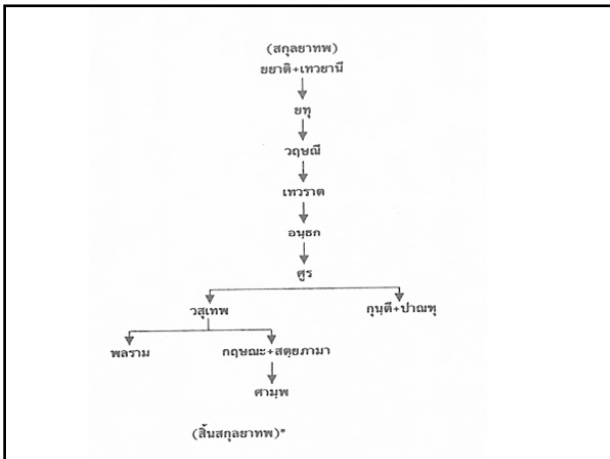 (สกุลยาทพ)
ยยาติ+เทวยานี
ยทุ
วฤษณี
เทวราต
อนฺธก
ศูร
วสุเทพ
กุนฺตี+ปาณฑุ
พลราม
กฤษณะ+สตฺยภามา
ศามฺพ
(สิ้นสกุลยาทพ)*